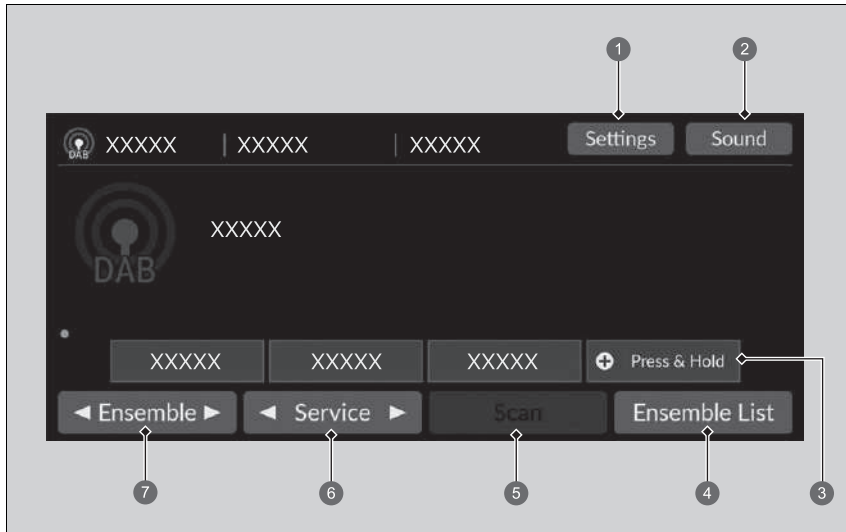 1 2
DAB XXXXX | XXXXX | XXXXX Settings Sound
XXXXX
DAB
XXXXX XXXXX XXXXX Press & Hold
3
◄ Ensemble ► ◄ Service ► Scan Ensemble List
7 6 5 4